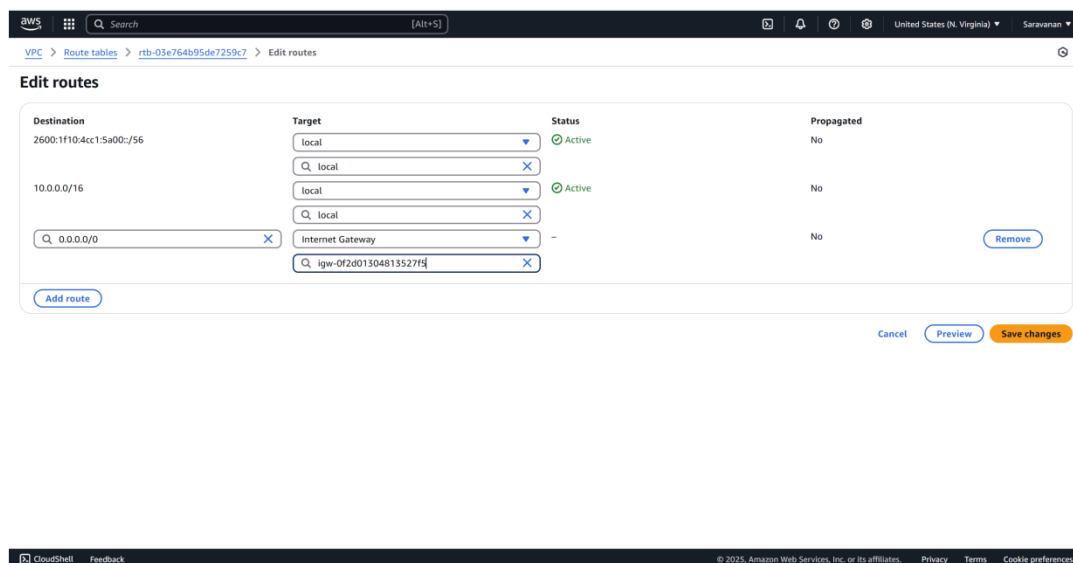 aws Search [Alt+S] United States (N. Virginia) Saravanan
VPC > Route tables > rtb-03e764b95de7259c7 > Edit routes
Edit routes
Destination Target Status Propagated
2600:1f10:4cc1:5a00::/56 local Active No
local
10.0.0.0/16 local Active No
local
0.0.0.0/0 Internet Gateway – No Remove
igw-0f2d01304813527f5
Add route
Cancel Preview Save changes
CloudShell Feedback © 2025, Amazon Web Services, Inc. or its affiliates. Privacy Terms Cookie preferences